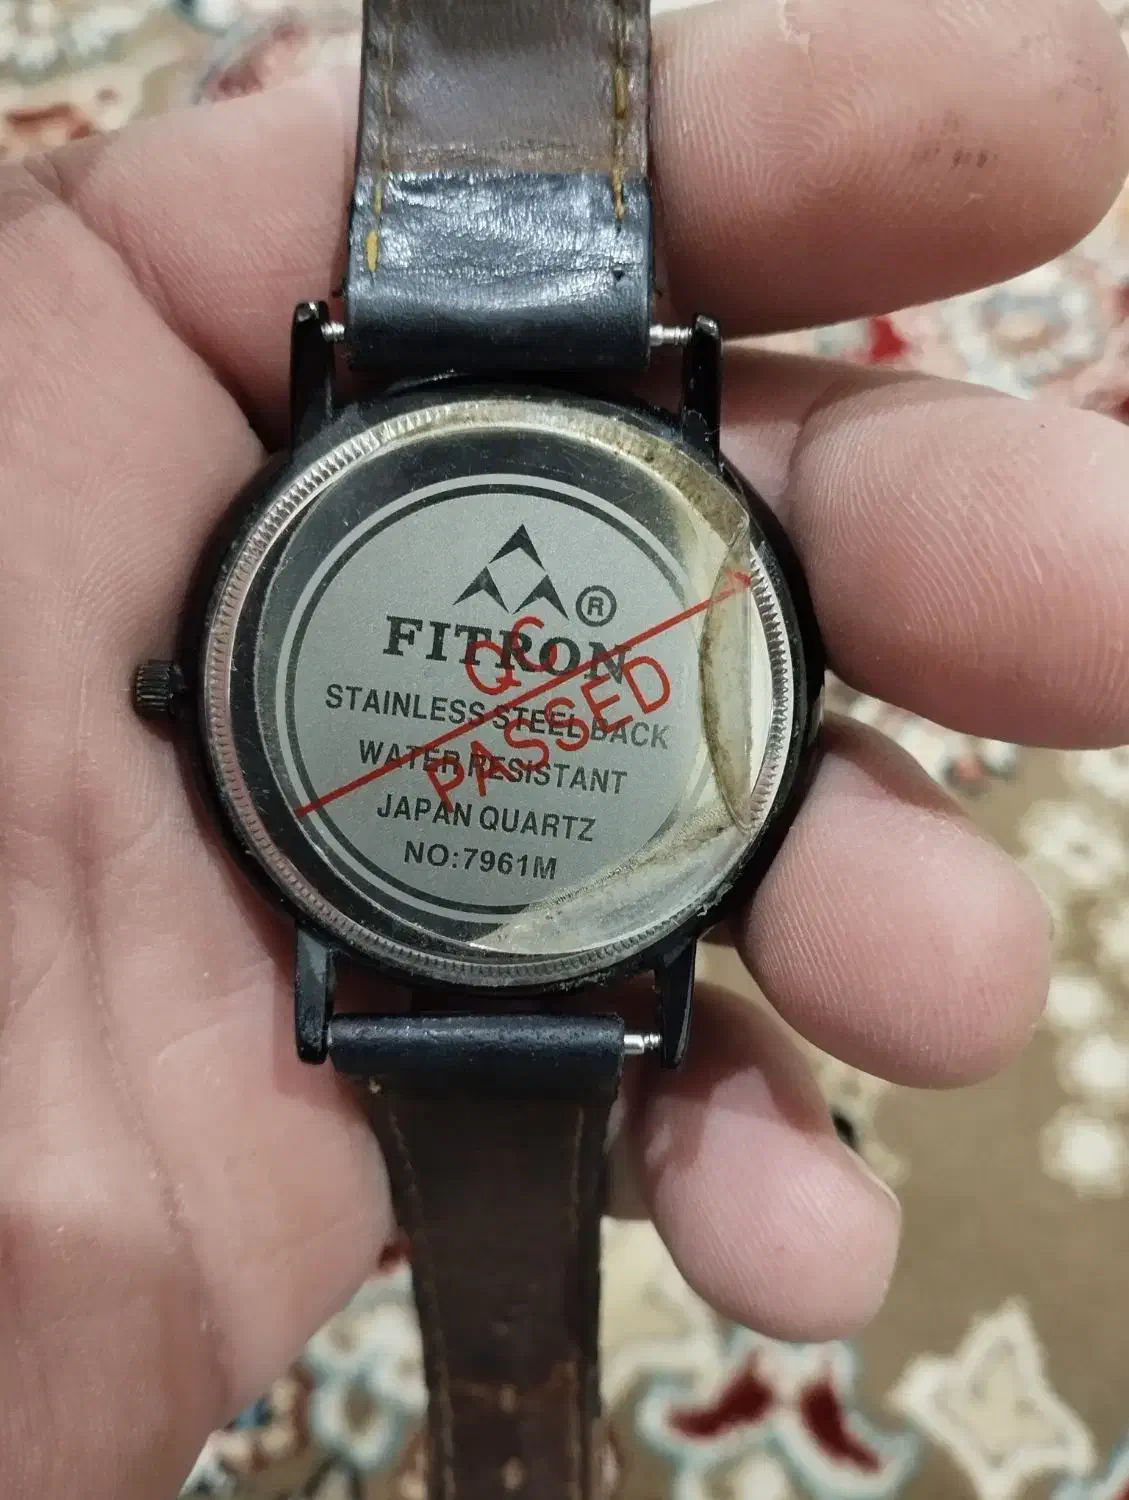 ®
FITRON
STAINLESS STEEL BACK
WATER RESISTANT
JAPAN QUARTZ
NO:7961M
QC
PASSED